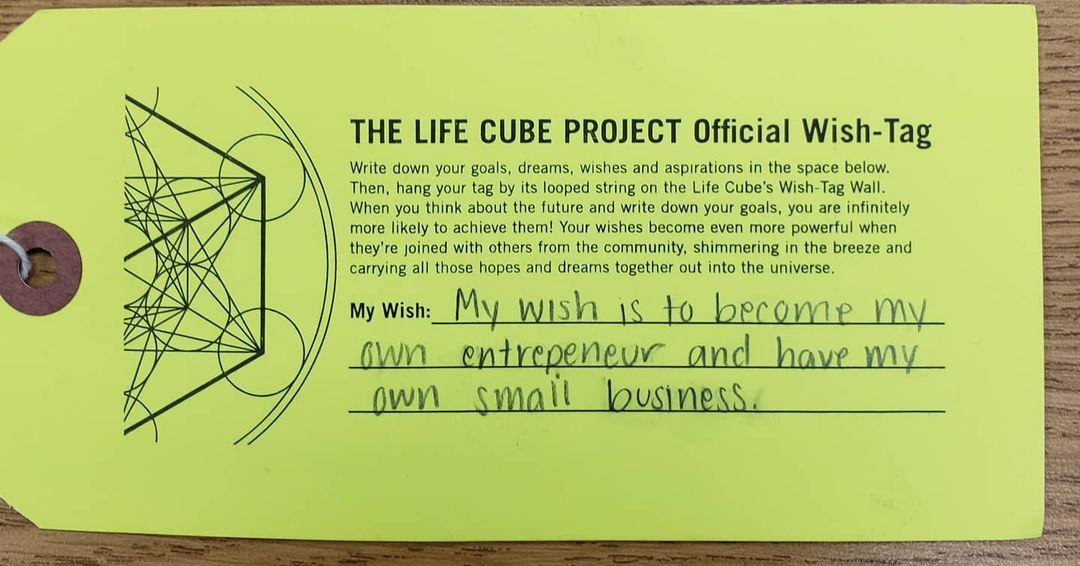 THE LIFE CUBE PROJECT Official Wish-Tag
Write down your goals, dreams, wishes and aspirations in the space below.
Then, hang your tag by its looped string on the Life Cube's Wish-Tag Wall.
When you think about the future and write down your goals, you are infinitely
more likely to achieve them! Your wishes become even more powerful when
they're joined with others from the community, shimmering in the breeze and
carrying all those hopes and dreams together out into the universe.
My Wish: My wish is to become my
own entrepeneur and have my
own small business.